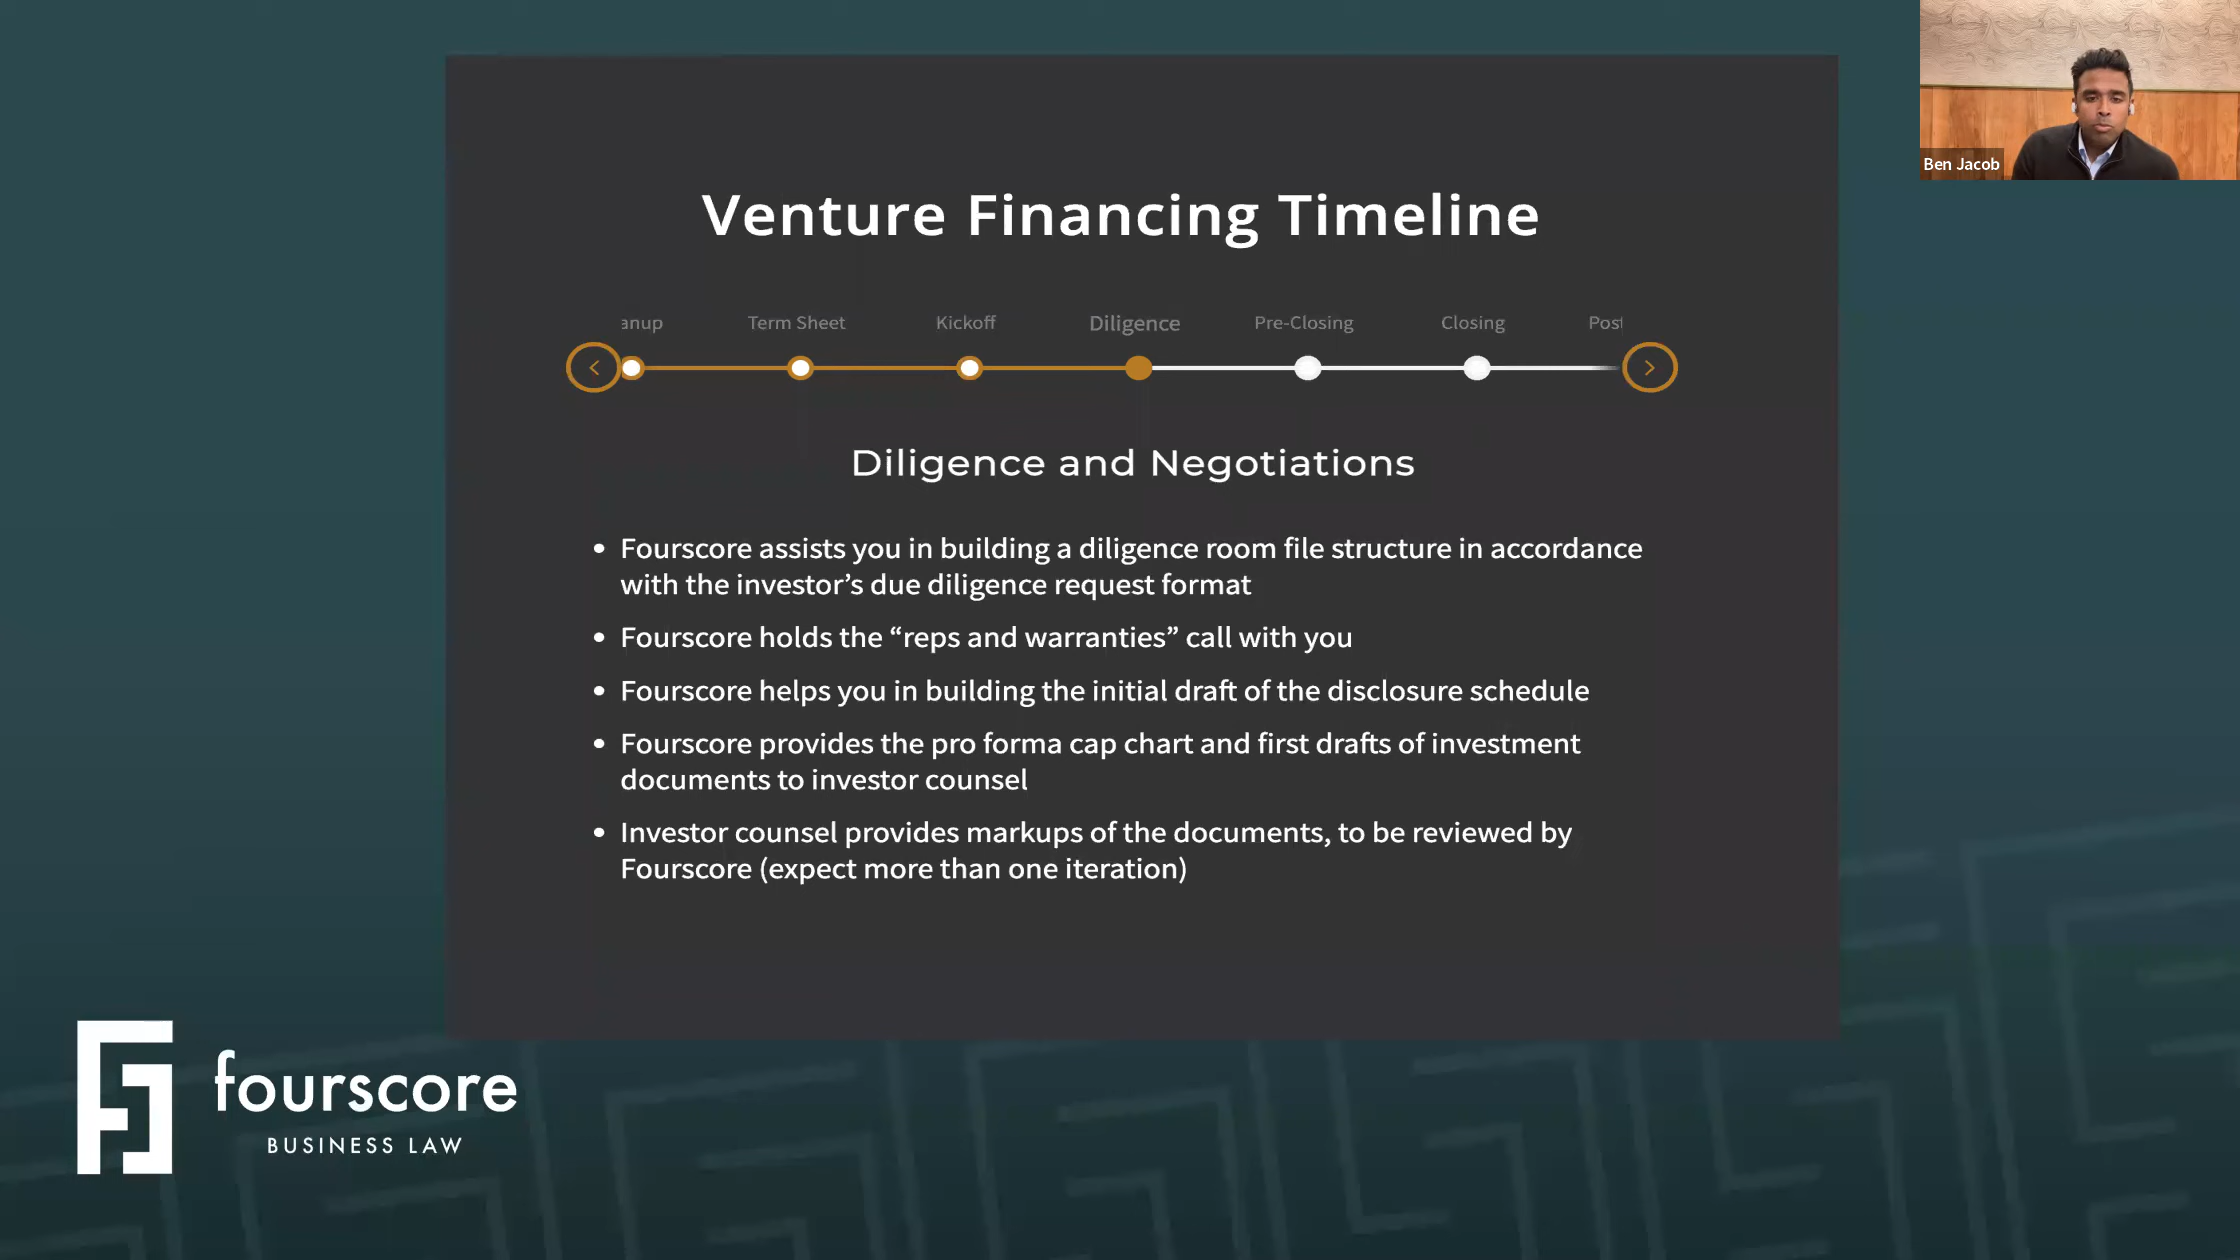 Ben Jacob
Venture Financing Timeline
anup Term Sheet Kickoff Diligence Pre-Closing Closing Post
Diligence and Negotiations
• Fourscore assists you in building a diligence room file structure in accordance
with the investor’s due diligence request format
• Fourscore holds the “reps and warranties” call with you
• Fourscore helps you in building the initial draft of the disclosure schedule
• Fourscore provides the pro forma cap chart and first drafts of investment
documents to investor counsel
• Investor counsel provides markups of the documents, to be reviewed by
Fourscore (expect more than one iteration)
fourscore
BUSINESS LAW